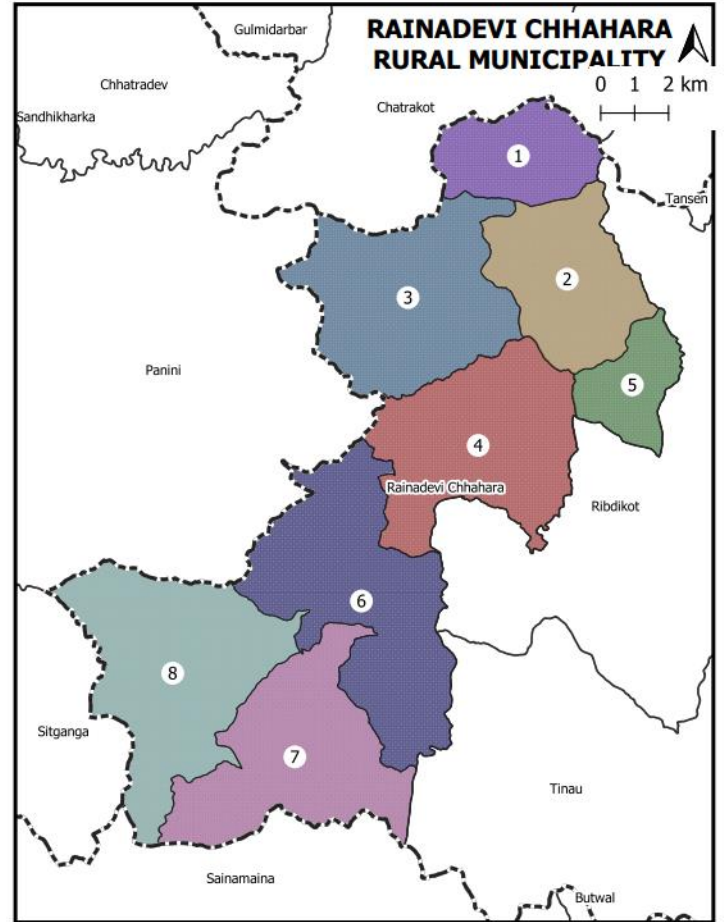 RAINADEVI CHHAHARA
RURAL MUNICIPALITY
0 1 2 km
Gulmidarbar
Chhatradev
Sandhikharka
Chatrakot
Tansen
1
2
3
Panini
5
4
Rainadevi Chhahara
Ribdikot
6
8
Sitganga
7
Tinau
Sainamaina
Butwal